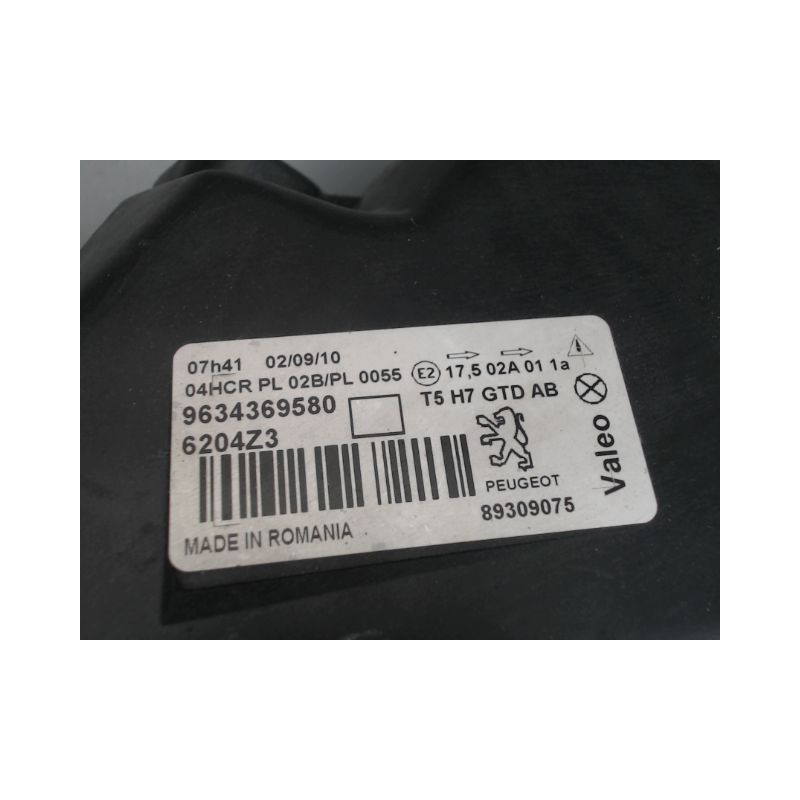 07h41 02/09/10
04HCR PL 02B/PL 0055 E2 17,5 02A 01 1a
9634369580 T5 H7 GTD AB
6204Z3
PEUGEOT
Valeo
89309075
MADE IN ROMANIA